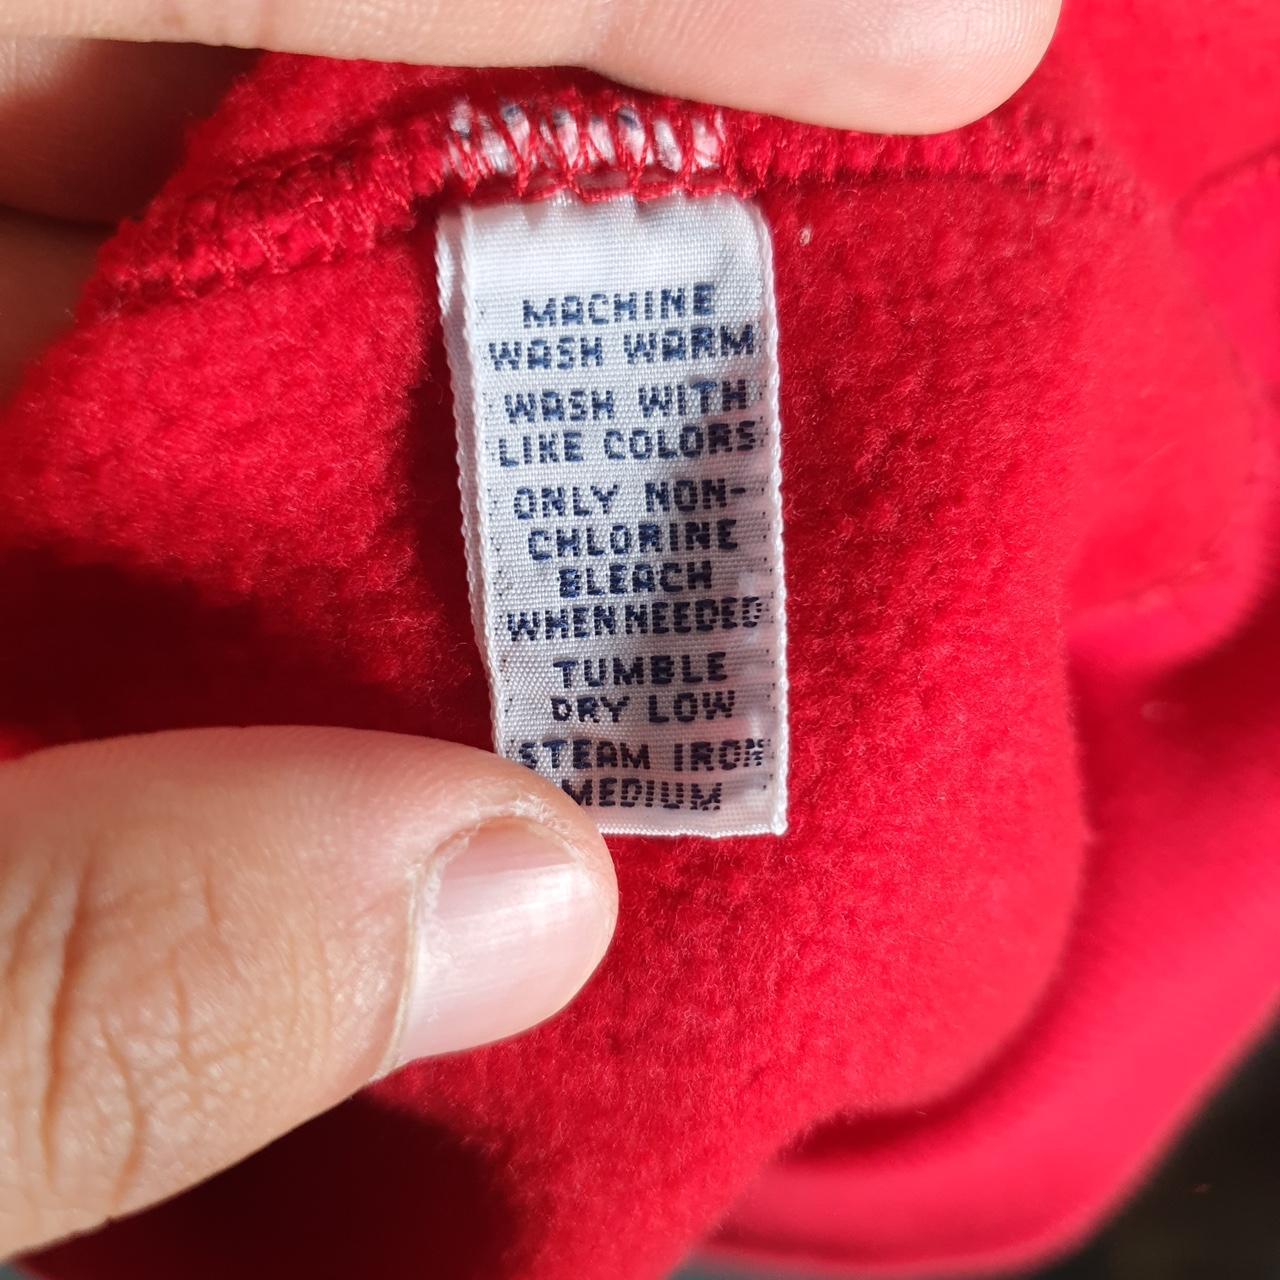 MACHINE
WASH WARM
WASH WITH
LIKE COLORS
ONLY NON-
CHLORINE
BLEACH
WHEN NEEDED
TUMBLE
DRY LOW
STEAM IRON
MEDIUM